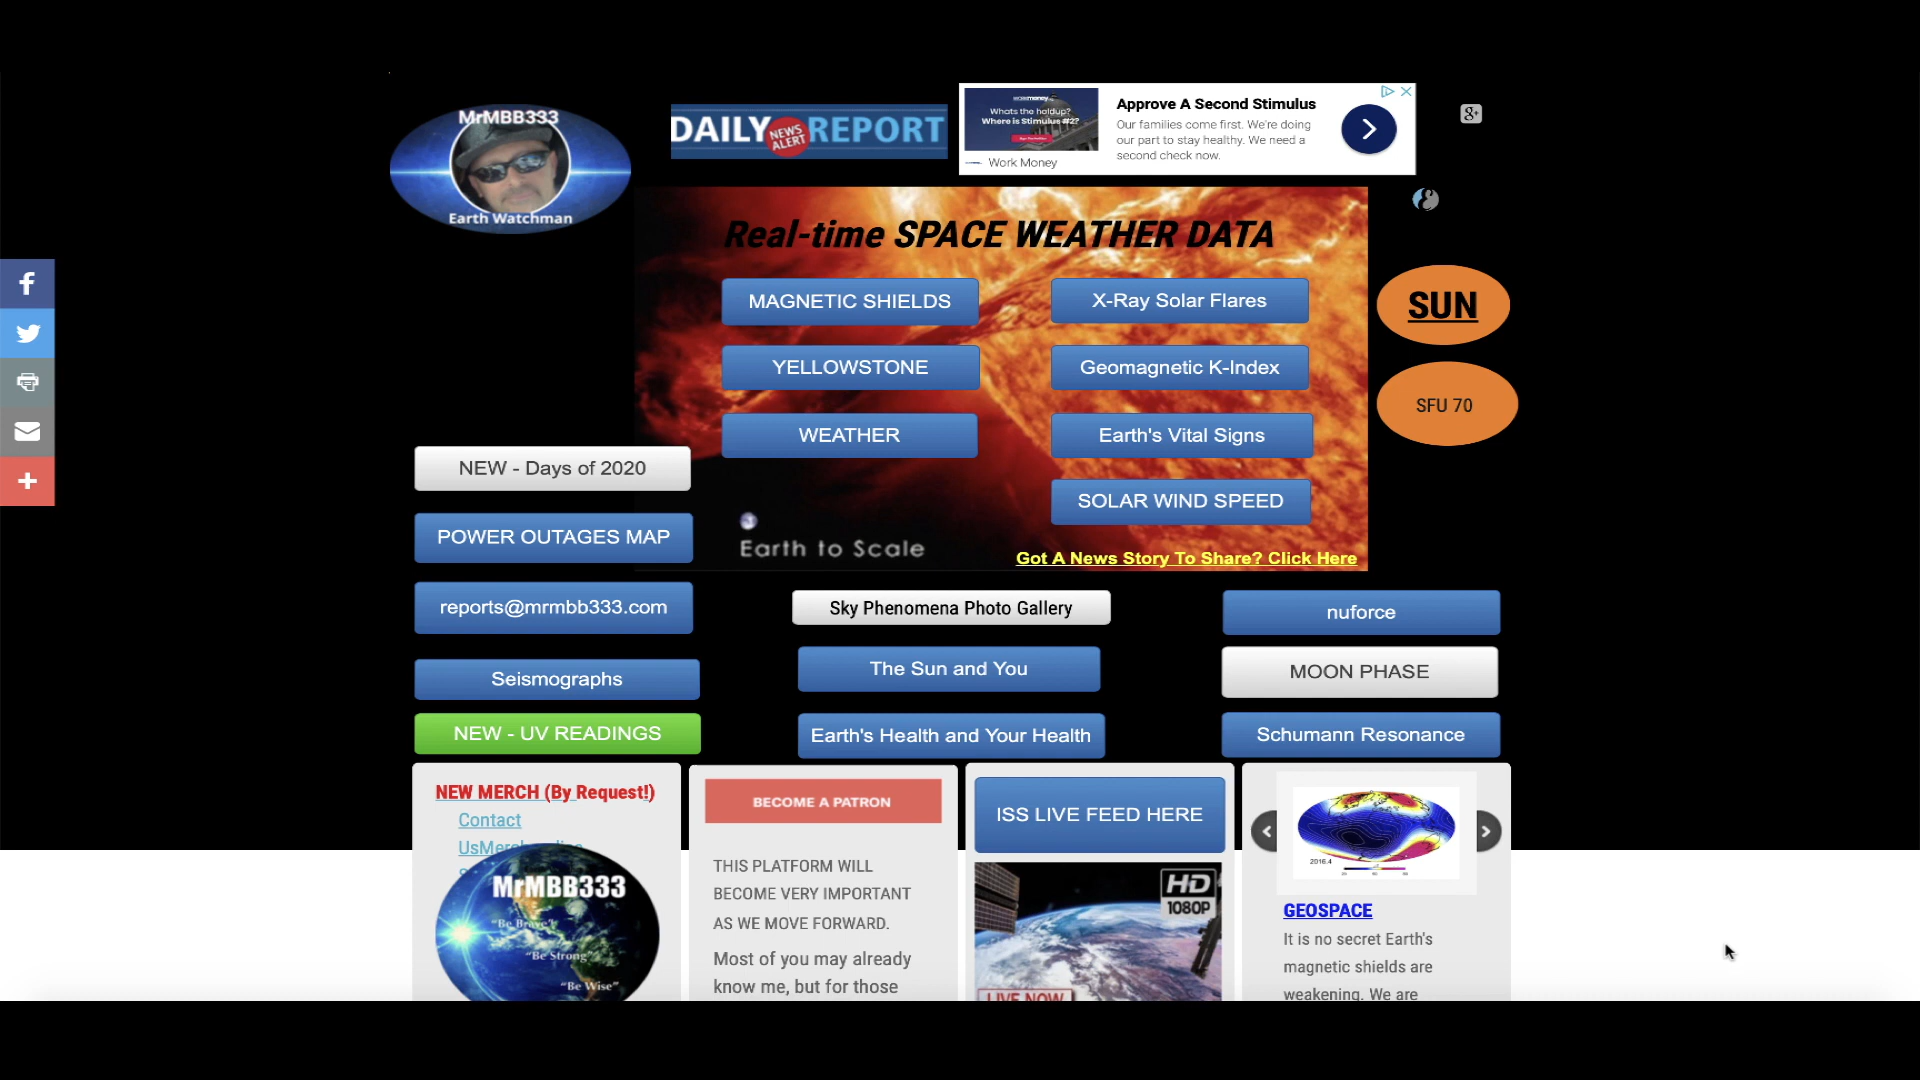 MrMBB333
Earth Watchman
DAILY NEWS ALERT REPORT
workmoney
Whats the holdup?
Where is Stimulus #2?
Approve A Second Stimulus
Our families come first. We're doing
our part to stay healthy. We need a
second check now.
Work Money
g+
Real-time SPACE WEATHER DATA
MAGNETIC SHIELDS
X-Ray Solar Flares
SUN
YELLOWSTONE
Geomagnetic K-Index
SFU 70
WEATHER
Earth's Vital Signs
NEW - Days of 2020
SOLAR WIND SPEED
POWER OUTAGES MAP
Earth to Scale
Got A News Story To Share? Click Here
reports@mrmbb333.com
Sky Phenomena Photo Gallery
nuforce
Seismographs
The Sun and You
MOON PHASE
NEW - UV READINGS
Earth's Health and Your Health
Schumann Resonance
NEW MERCH (By Request!)
Contact
MrMBB333
"Be Brave"
"Be Strong"
"Be Wise"
BECOME A PATRON
THIS PLATFORM WILL
BECOME VERY IMPORTANT
AS WE MOVE FORWARD.
Most of you may already
know me, but for those
ISS LIVE FEED HERE
HD
1080P
LIVE NOW
2016.4
GEOSPACE
It is no secret Earth's
magnetic shields are
weakening. We are